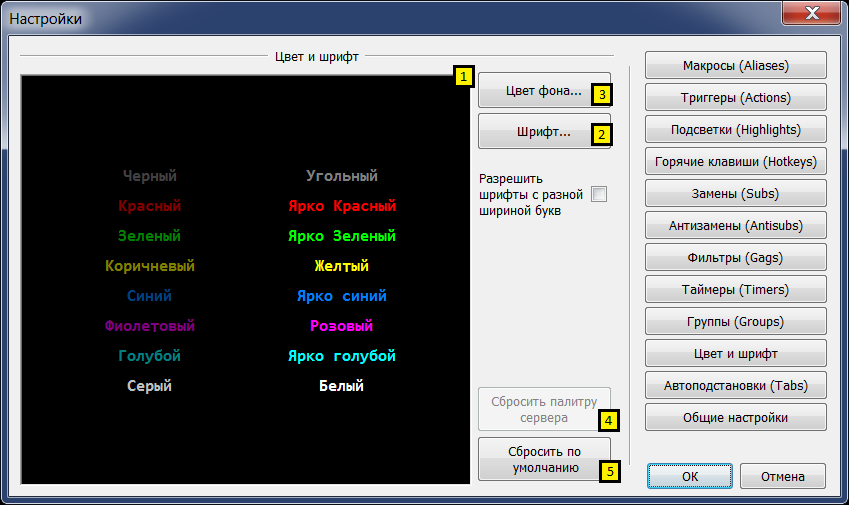 Настройки
Цвет и шрифт
1
Черный
Угольный
Красный
Ярко Красный
Зеленый
Ярко Зеленый
Коричневый
Желтый
Синий
Ярко синий
Фиолетовый
Розовый
Голубой
Ярко голубой
Серый
Белый
Цвет фона...
3
Шрифт...
2
Разрешить
шрифты с разной
шириной букв
Сбросить палитру
сервера
4
Сбросить по
умолчанию
5
Макросы (Aliases)
Триггеры (Actions)
Подсветки (Highlights)
Горячие клавиши (Hotkeys)
Замены (Subs)
Антизамены (Antisubs)
Фильтры (Gags)
Таймеры (Timers)
Группы (Groups)
Цвет и шрифт
Автоподстановки (Tabs)
Общие настройки
ОК
Отмена